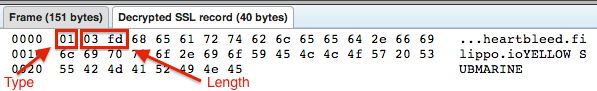 Frame (151 bytes) Decrypted SSL record (40 bytes)
0000 01 03 fd 68 65 61 72 74 62 6c 65 65 64 2e 66 69 ...heartbleed.fi
6c 69 70 6f 2e 69 6f 59 45 4c 4c 4f 57 20 53 lippo.ioYELLOW S
0020 55 42 4d 41 52 49 4e 45 UBMARINE
Type Length